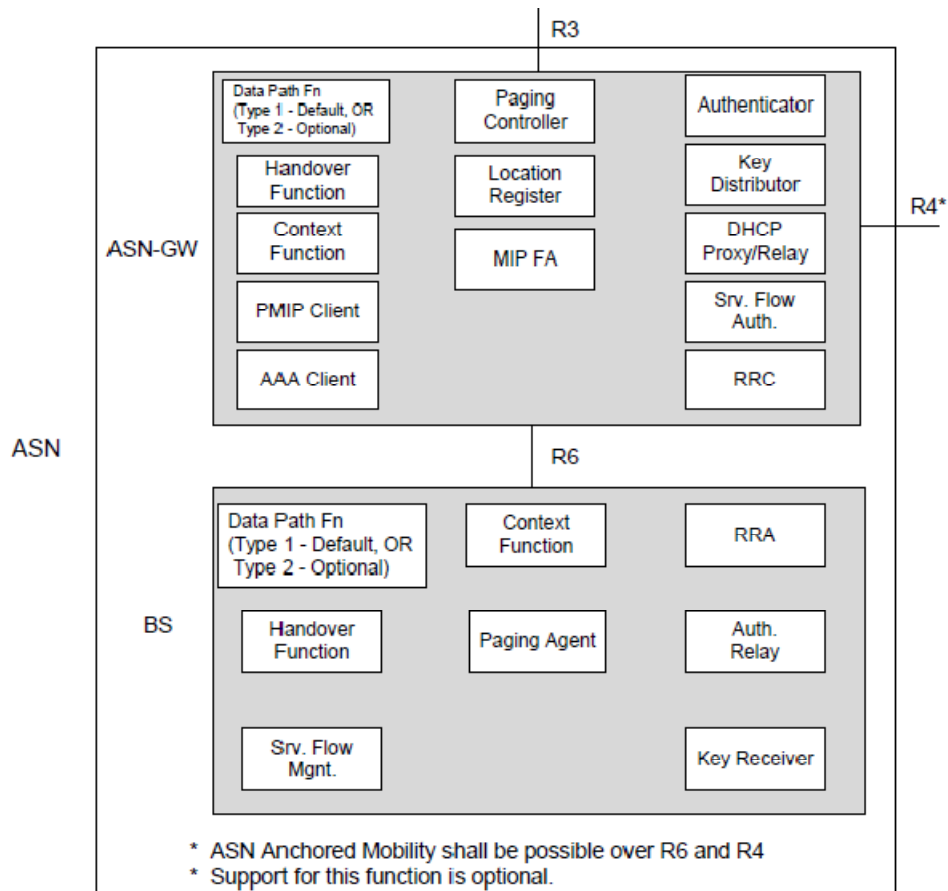 R3
Data Path Fn
(Type 1 - Default, OR
Type 2 - Optional)
Handover
Function
Context
Function
PMIP Client
AAA Client
Paging
Controller
Location
Register
MIP FA
Authenticator
Key
Distributor
DHCP
Proxy/Relay
Srv. Flow
Auth.
RRC
R4*
ASN-GW
ASN
R6
Data Path Fn
(Type 1 - Default, OR
Type 2 - Optional)
Handover
Function
Srv. Flow
Mgnt.
Context
Function
Paging Agent
RRA
Auth.
Relay
Key Receiver
BS
* ASN Anchored Mobility shall be possible over R6 and R4
* Support for this function is optional.